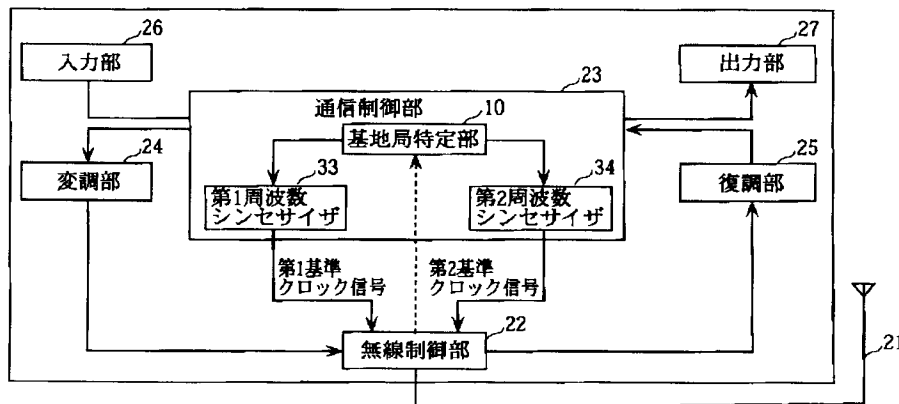 26
入力部
27
出力部
23
通信制御部
10
基地局特定部
24
変調部
33
第1周波数
シンセサイザ
34
第2周波数
シンセサイザ
25
復調部
第1基準
クロック信号
第2基準
クロック信号
22
無線制御部
21